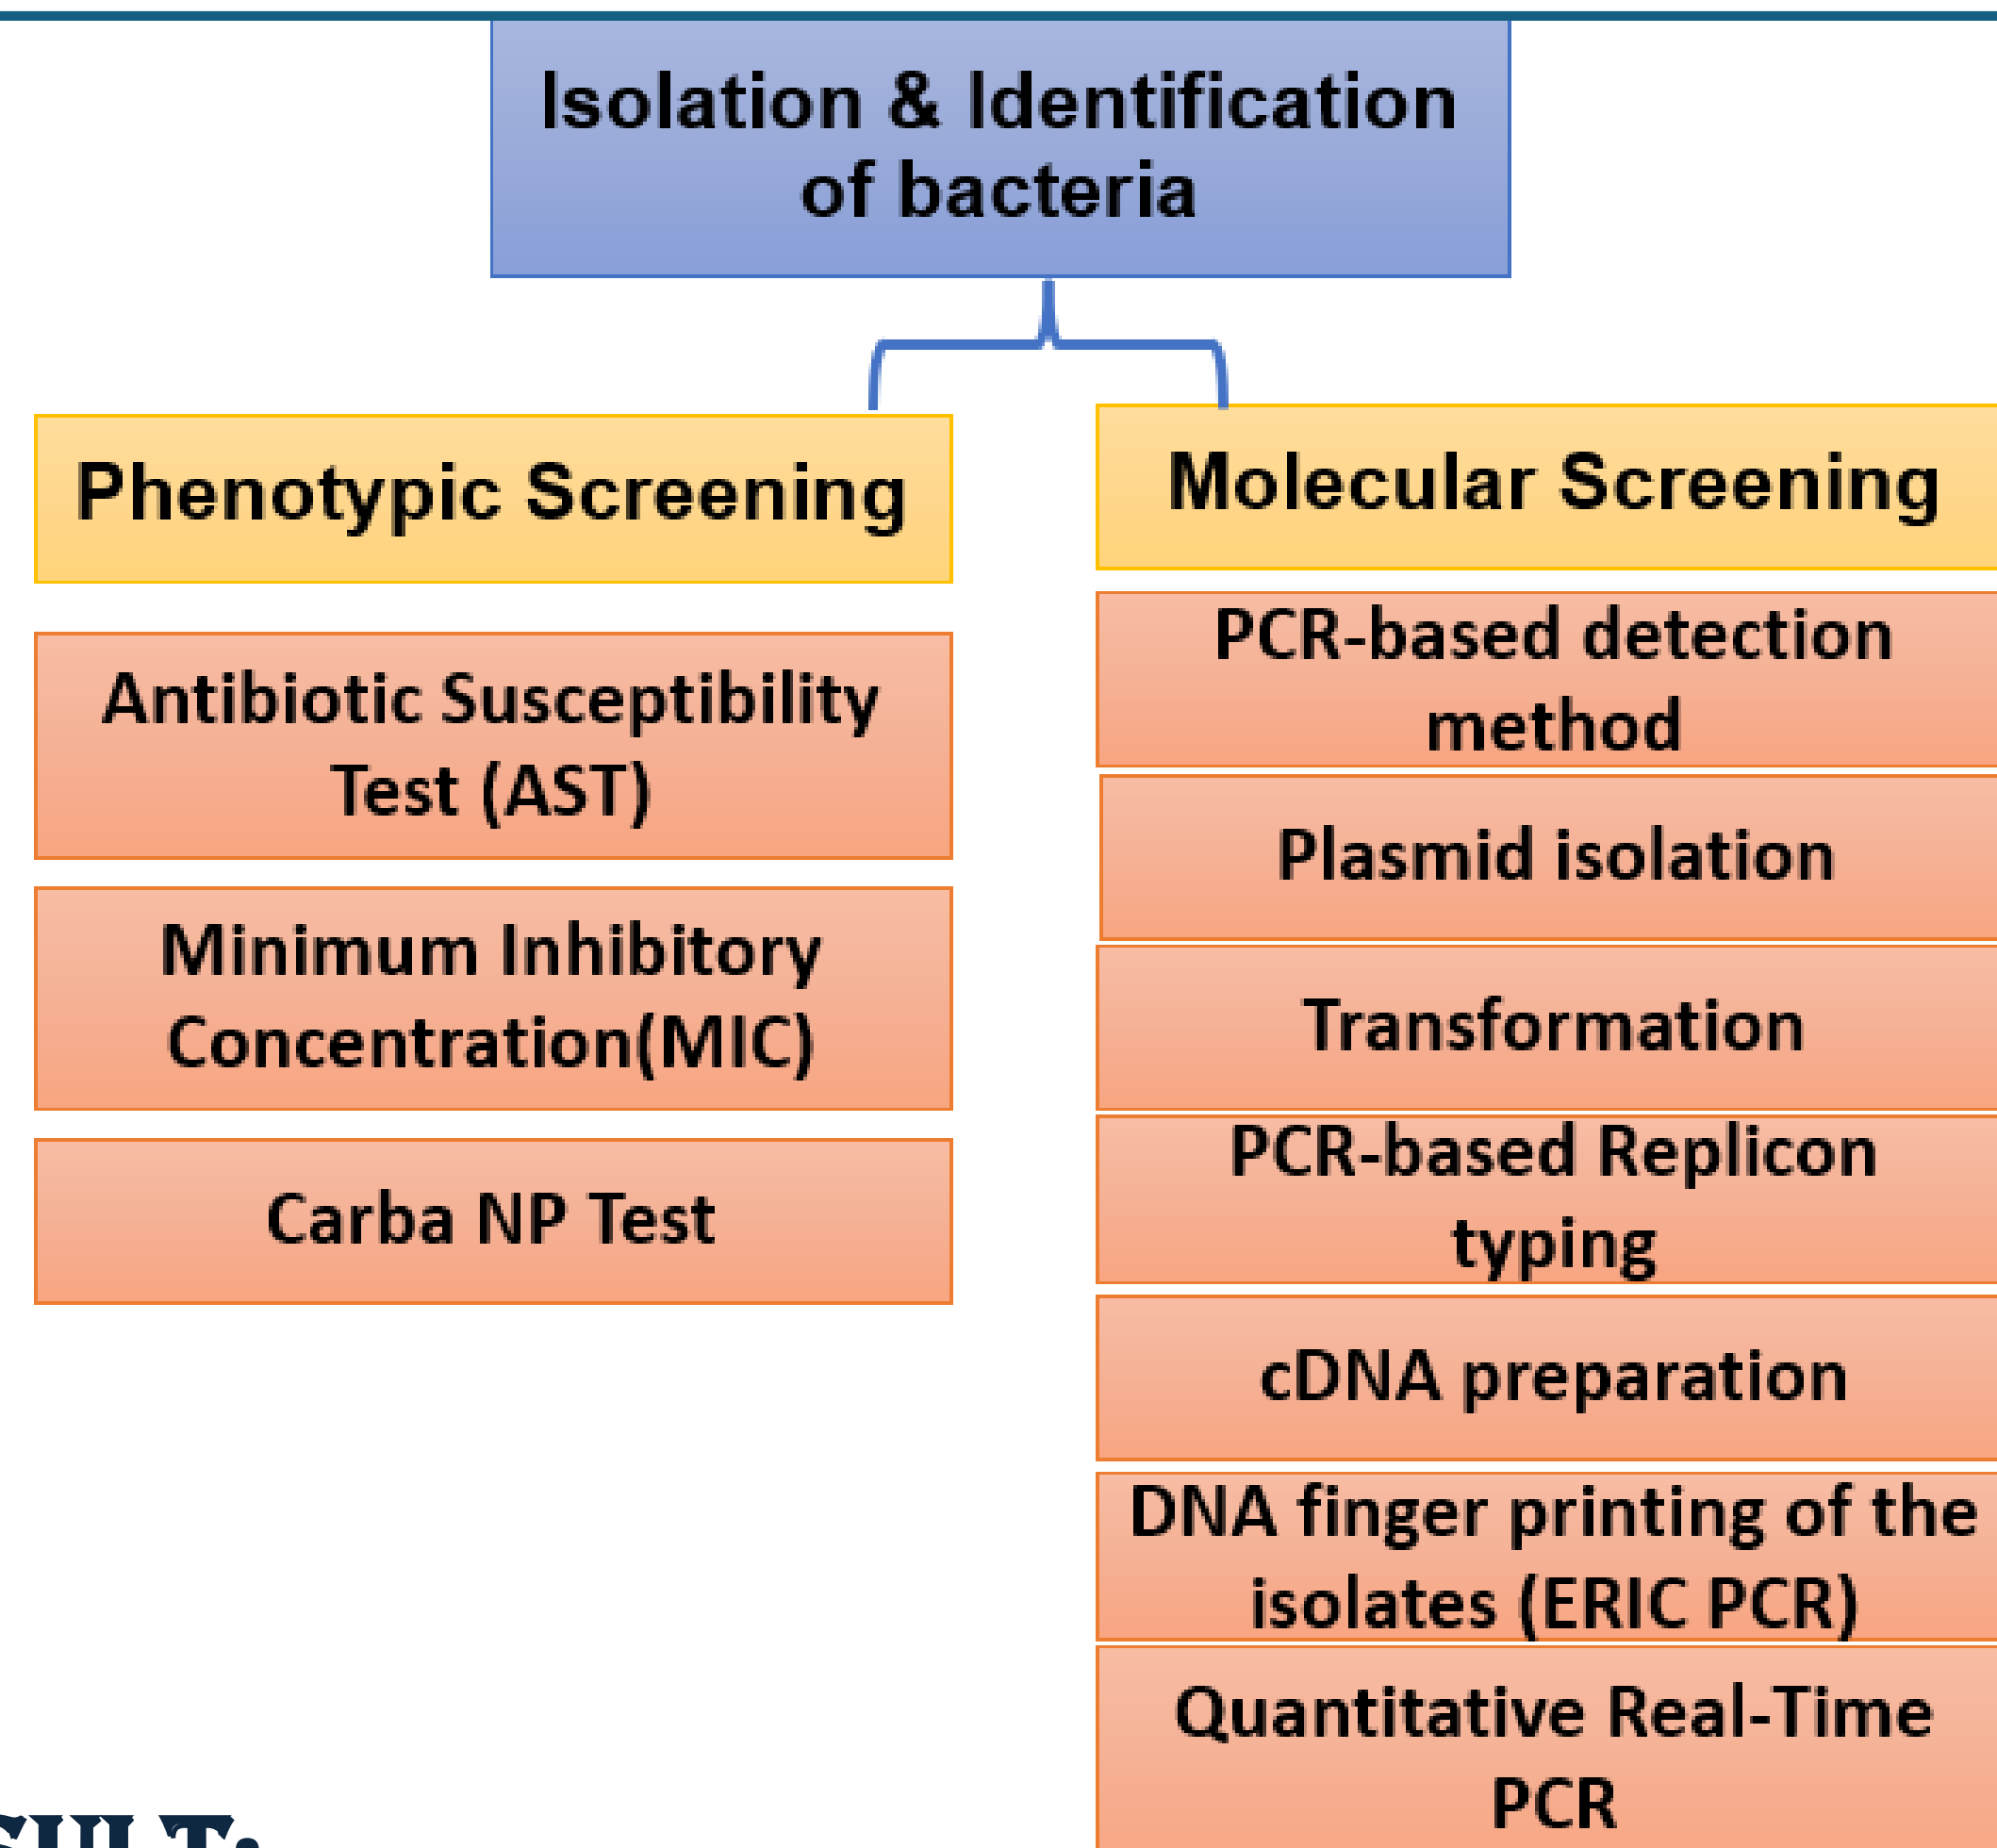 Isolation & Identification
of bacteria
Phenotypic Screening
Antibiotic Susceptibility
Test (AST)
Minimum Inhibitory
Concentration(MIC)
Carba NP Test
Molecular Screening
PCR-based detection
method
Plasmid isolation
Transformation
PCR-based Replicon
typing
cDNA preparation
DNA finger printing of the
isolates (ERIC PCR)
Quantitative Real-Time
PCR